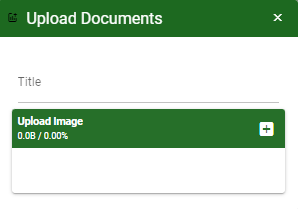 Upload Documents
Title
Upload Image
0.0B / 0.00%